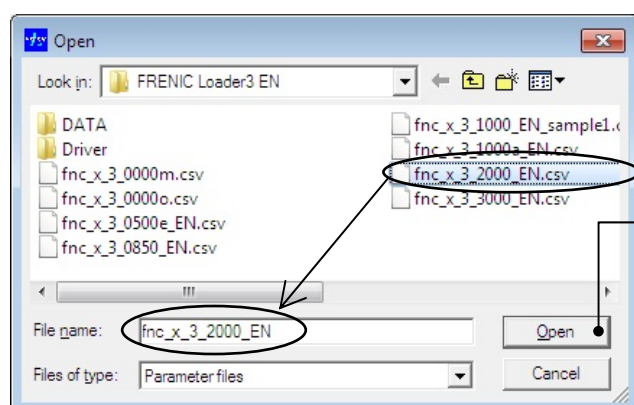 Open
Look in: FRENIC Loader3 EN
DATA
Driver
fnc_x_3_0000m.csv
fnc_x_3_0000o.csv
fnc_x_3_0500e_EN.csv
fnc_x_3_0850_EN.csv
fnc_x_3_1000_EN_sample1.c
fnc_x_3_1000a_EN.csv
fnc_x_3_2000_EN.csv
fnc_x_3_3000_EN.csv
File name: fnc_x_3_2000_EN Open
Files of type: Parameter files Cancel